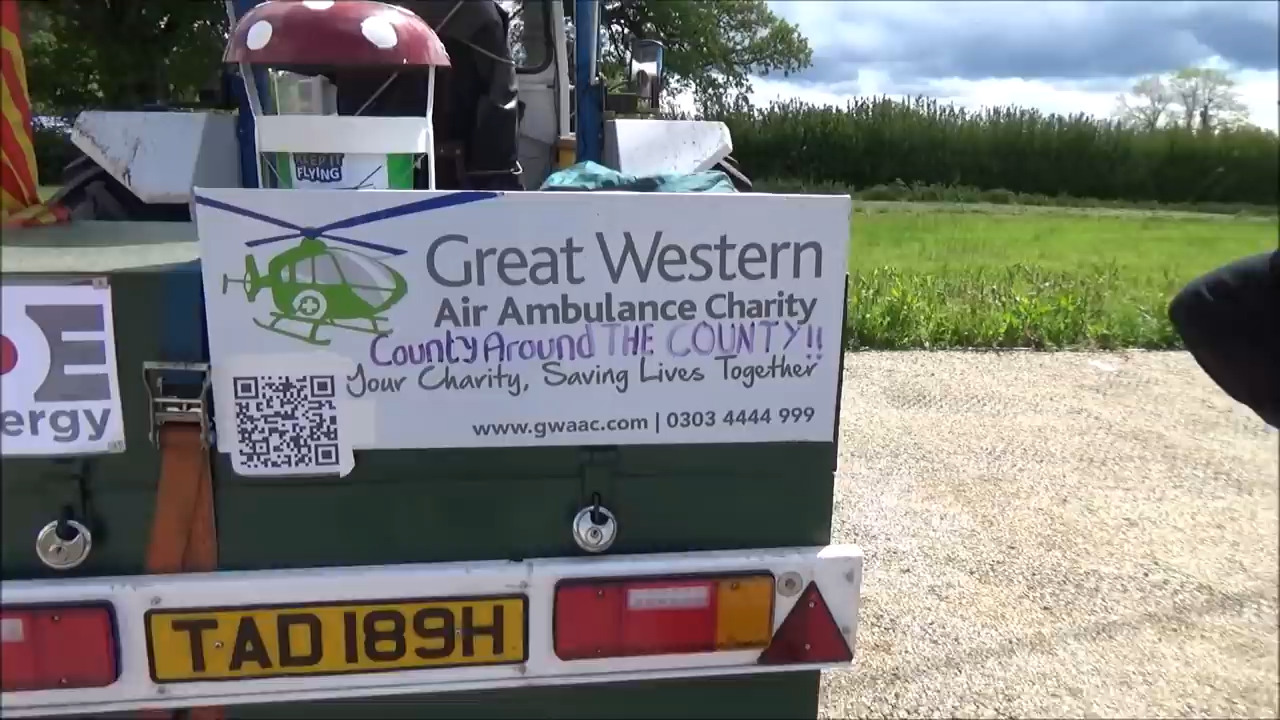 KEEP IT
FLYING
Great Western
Air Ambulance Charity
County Around THE COUNTY!!
Your Charity, Saving Lives Together
www.gwaac.com | 0303 4444 999
E
ergy
TAD 189H